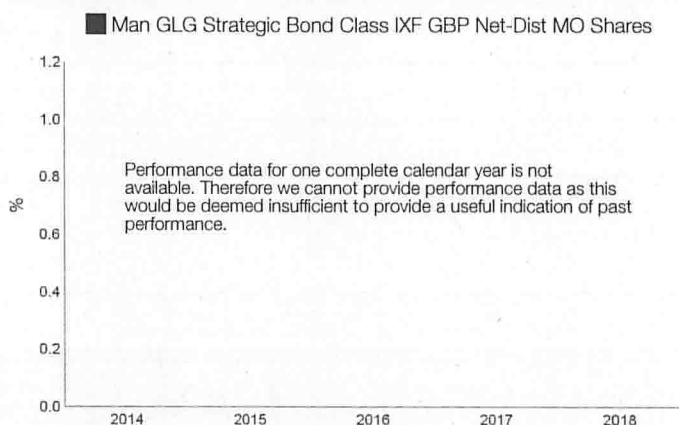 Man GLG Strategic Bond Class IXF GBP Net-Dist MO Shares
1.2
1.0
0.8
0.6
0.4
0.2
0.0
%
Performance data for one complete calendar year is not
available. Therefore we cannot provide performance data as this
would be deemed insufficient to provide a useful indication of past
performance.
2014 2015 2016 2017 2018